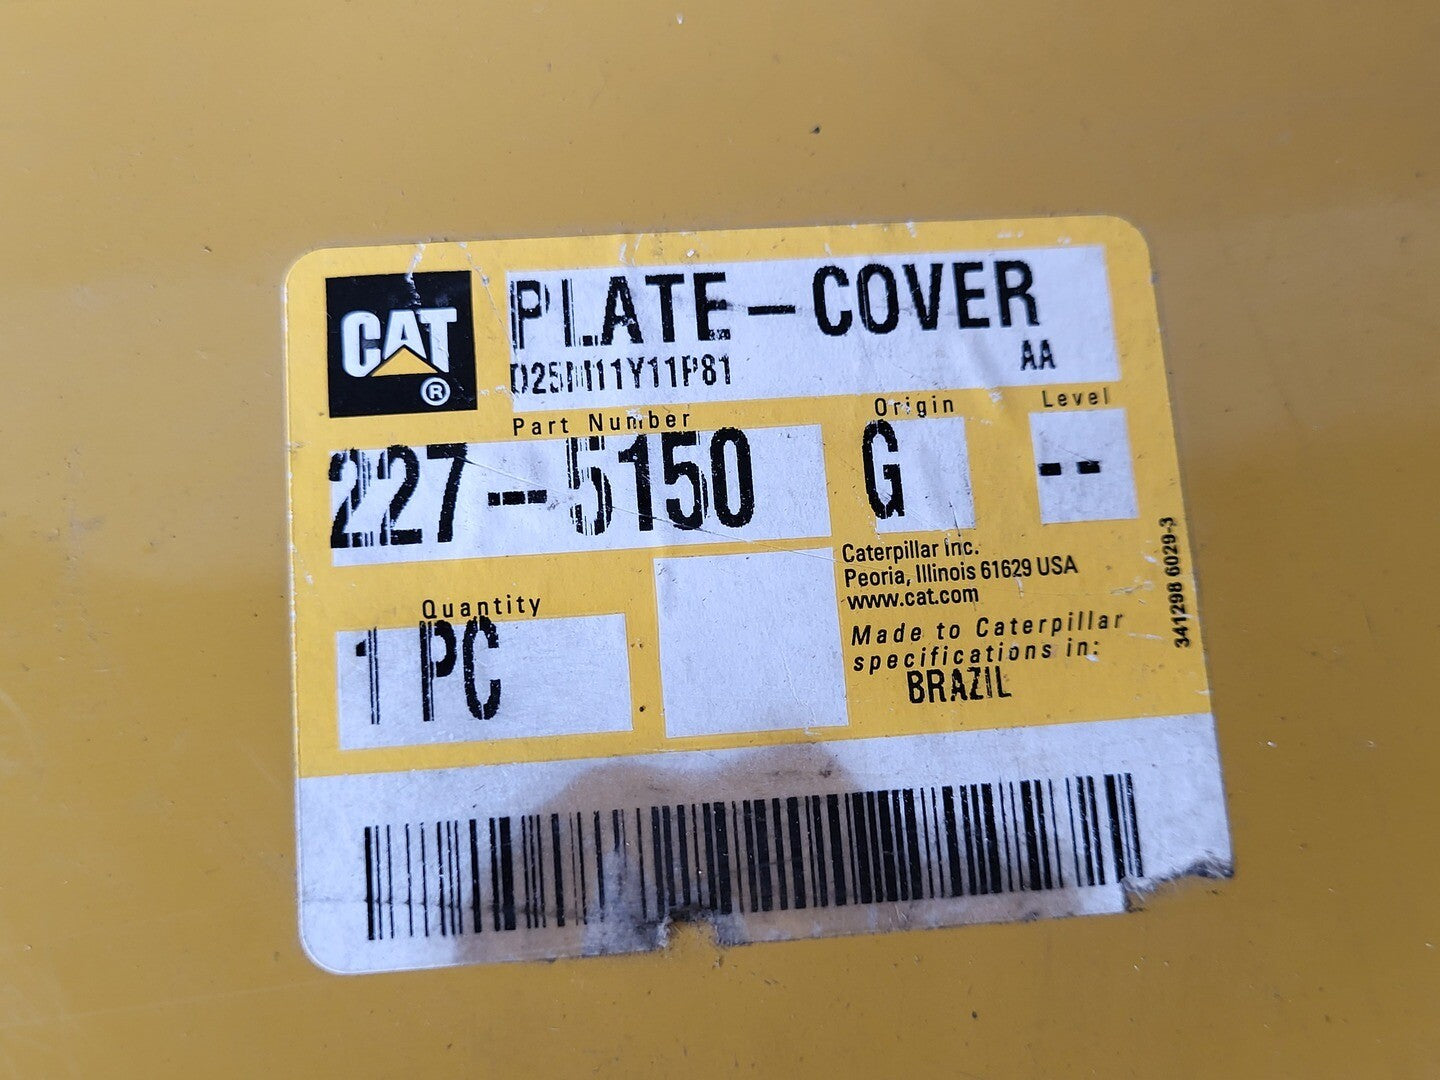 CAT®
PLATE-COVER
D25M11Y11P81 AA
Part Number Origin Level
227-5150 G --
Caterpillar Inc.
Peoria, Illinois 61629 USA
www.cat.com
Quantity
1 PC
Made to Caterpillar
specifications in:
BRAZIL
341298 6029-3